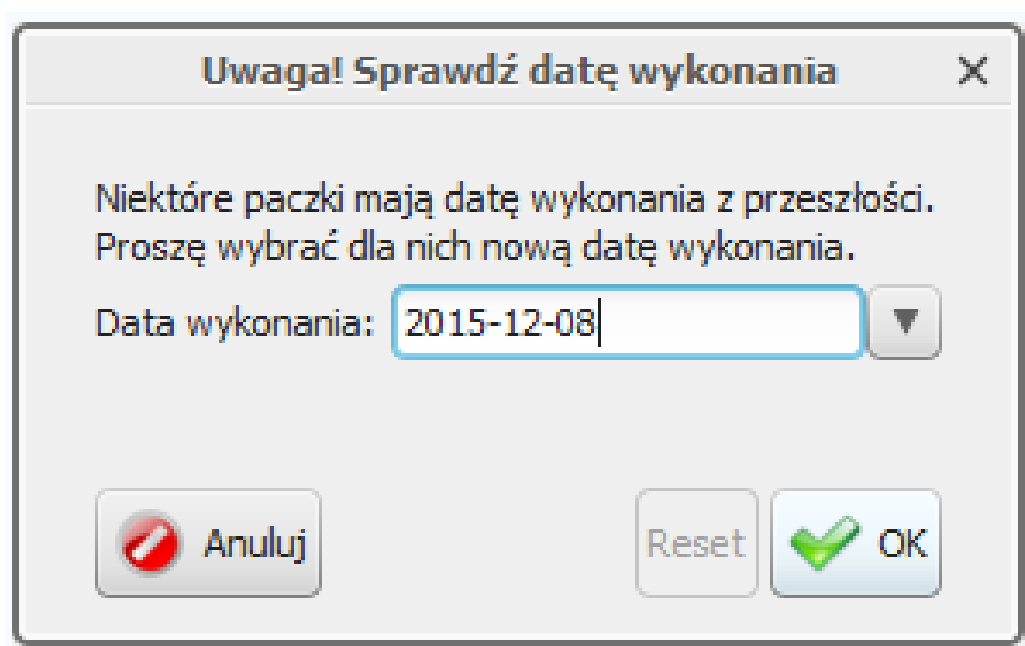 Uwaga! Sprawdź datę wykonania
Niektóre paczki mają datę wykonania z przeszłości.
Proszę wybrać dla nich nową datę wykonania.
Data wykonania: 2015-12-08
Anuluj Reset OK